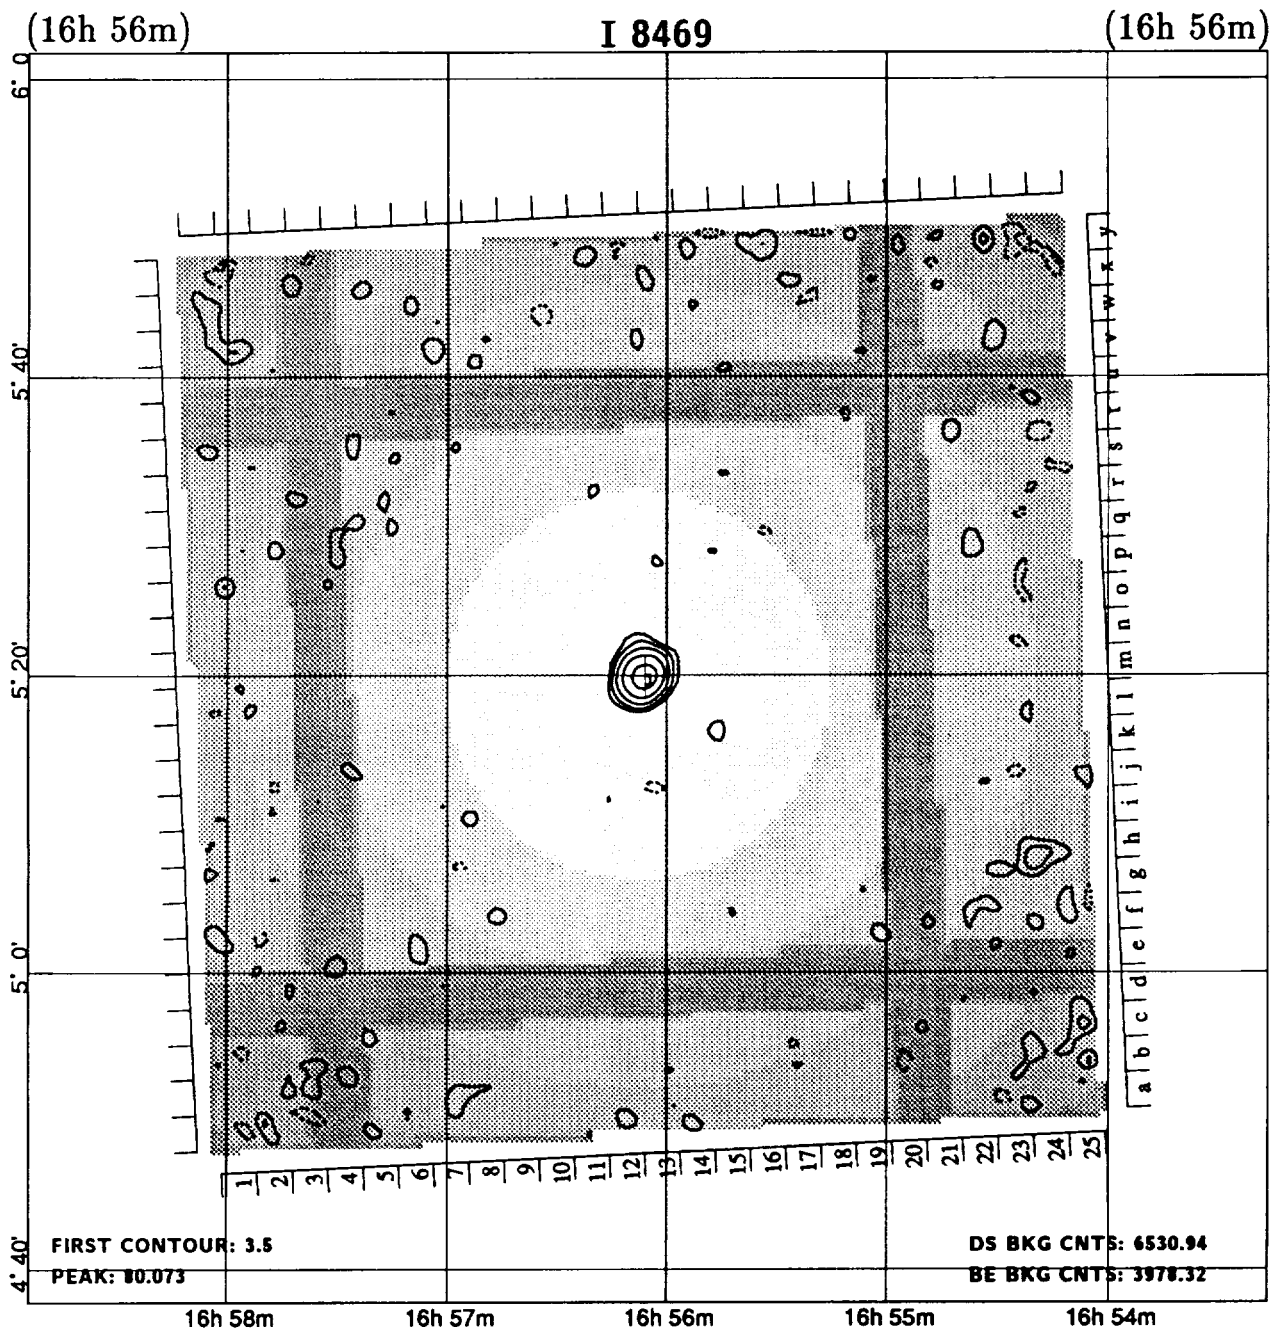 (16h 56m) I 8469 (16h 56m)
6° 0
5° 40'
5° 20'
5° 0'
4° 40'
y
x
w
v
u
t
s
r
q
p
o
n
m
l
k
j
i
h
g
f
e
d
c
b
a
1 2 3 4 5 6 7 8 9 10 11 12 13 14 15 16 17 18 19 20 21 22 23 24 25
FIRST CONTOUR: 3.5
PEAK: 80.073
DS BKG CNTS: 6530.94
BE BKG CNTS: 3978.32
16h 58m 16h 57m 16h 56m 16h 55m 16h 54m